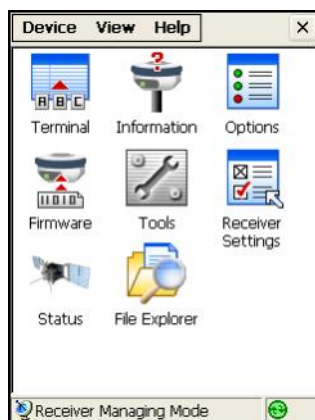 Device View Help
Terminal Information Options
Firmware Tools Receiver Settings
Status File Explorer
Receiver Managing Mode